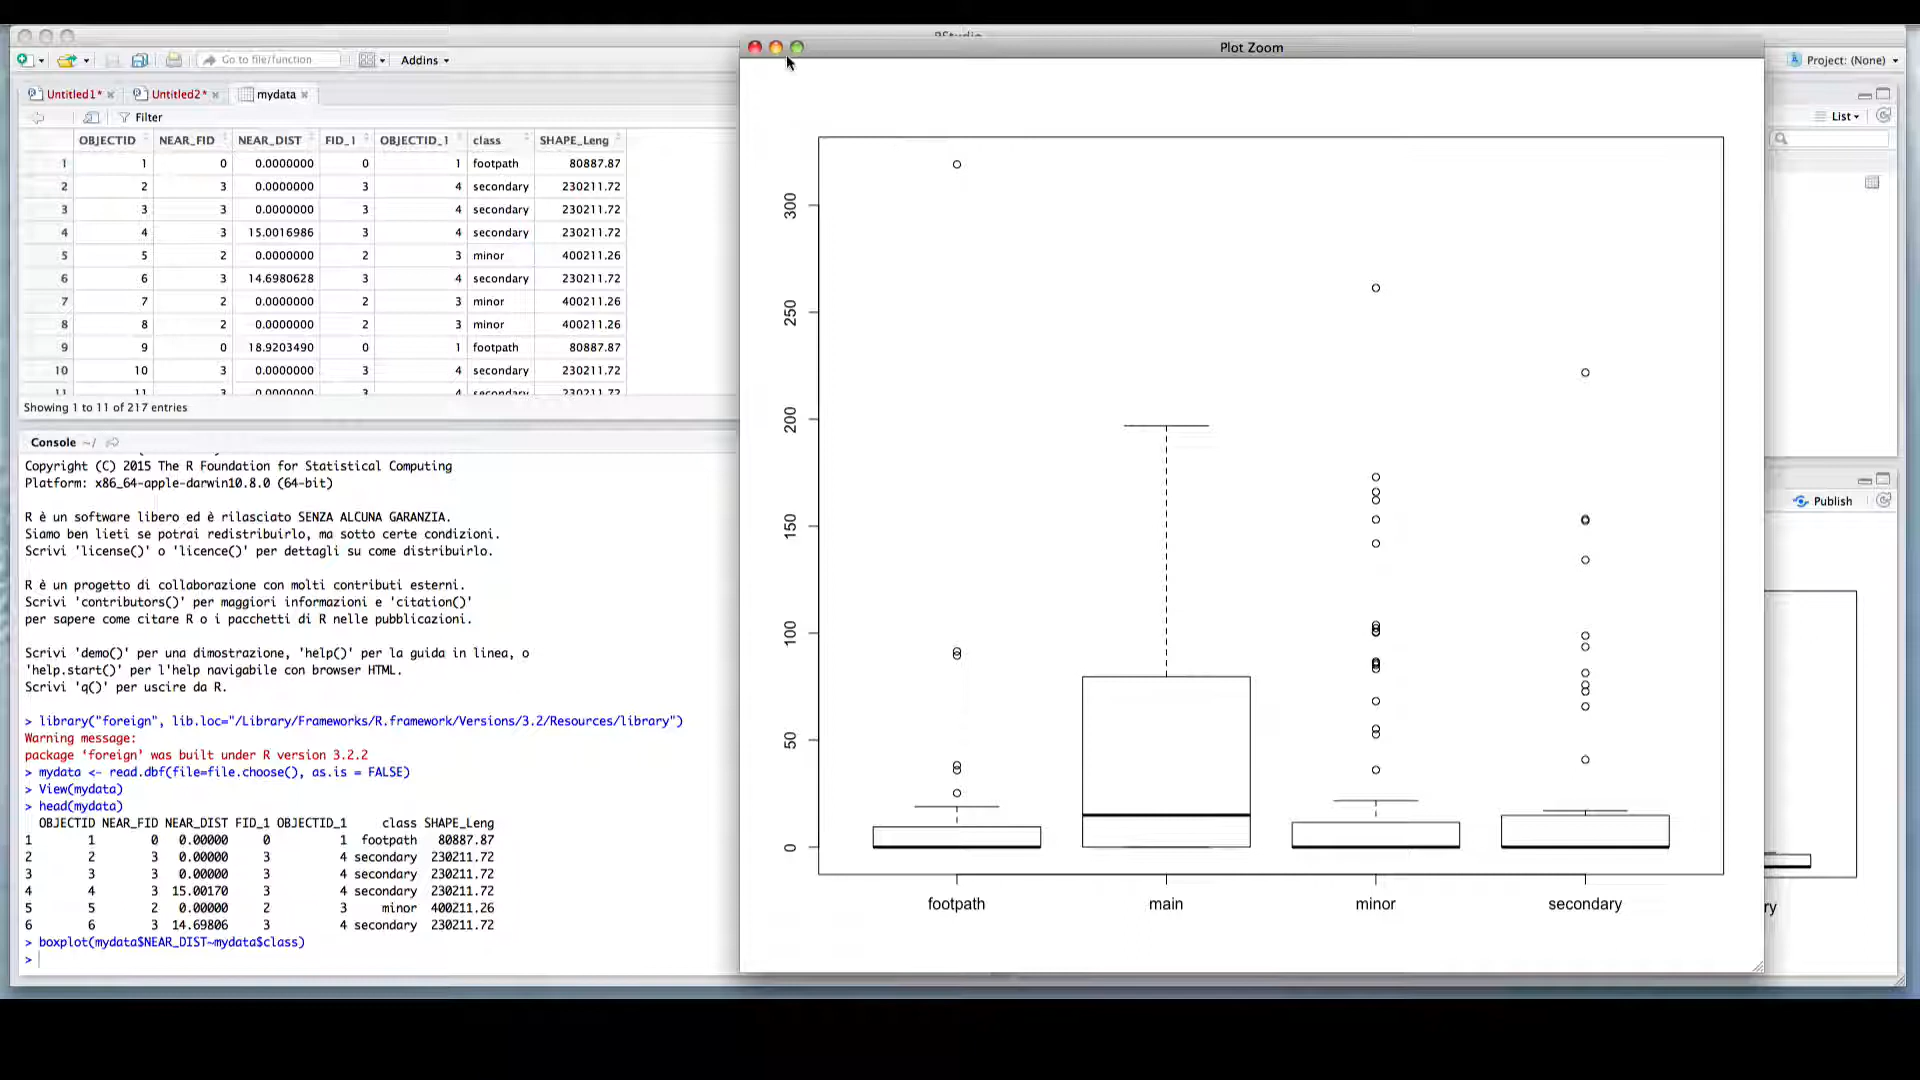 RStudio
Plot Zoom
Go to file/function
Addins
Project: (None)
Untitled1* Untitled2* mydata
Filter
List
OBJECTID NEAR_FID NEAR_DIST FID_1 OBJECTID_1 class SHAPE_Leng
1 1 0 0.0000000 0 1 footpath 80887.87
2 2 3 0.0000000 3 4 secondary 230211.72
3 3 3 0.0000000 3 4 secondary 230211.72
4 4 3 15.0016986 3 4 secondary 230211.72
5 5 2 0.0000000 2 3 minor 400211.26
6 6 3 14.6980628 3 4 secondary 230211.72
7 7 2 0.0000000 2 3 minor 400211.26
8 8 2 0.0000000 2 3 minor 400211.26
9 9 0 18.9203490 0 1 footpath 80887.87
10 10 3 0.0000000 3 4 secondary 230211.72
11 11 3 0.0000000 3 4 secondary 230211.72
Showing 1 to 11 of 217 entries
Console ~/
Copyright (C) 2015 The R Foundation for Statistical Computing
Platform: x86_64-apple-darwin10.8.0 (64-bit)
R è un software libero ed è rilasciato SENZA ALCUNA GARANZIA.
Siamo ben lieti se potrai redistribuirlo, ma sotto certe condizioni.
Scrivi 'license()' o 'licence()' per dettagli su come distribuirlo.
R è un progetto di collaborazione con molti contributi esterni.
Scrivi 'contributors()' per maggiori informazioni e 'citation()'
per sapere come citare R o i pacchetti di R nelle pubblicazioni.
Scrivi 'demo()' per una dimostrazione, 'help()' per la guida in linea, o
'help.start()' per l'help navigabile con browser HTML.
Scrivi 'q()' per uscire da R.
> library("foreign", lib.loc="/Library/Frameworks/R.framework/Versions/3.2/Resources/library")
Warning message:
package ‘foreign’ was built under R version 3.2.2
> mydata <- read.dbf(file=file.choose(), as.is = FALSE)
> View(mydata)
> head(mydata)
OBJECTID NEAR_FID NEAR_DIST FID_1 OBJECTID_1 class SHAPE_Leng
1 1 0 0.00000 0 1 footpath 80887.87
2 2 3 0.00000 3 4 secondary 230211.72
3 3 3 0.00000 3 4 secondary 230211.72
4 4 3 15.00170 3 4 secondary 230211.72
5 5 2 0.00000 2 3 minor 400211.26
6 6 3 14.69806 3 4 secondary 230211.72
> boxplot(mydata$NEAR_DIST~mydata$class)
>
300
250
200
150
100
50
0
footpath main minor secondary
Publish
ry